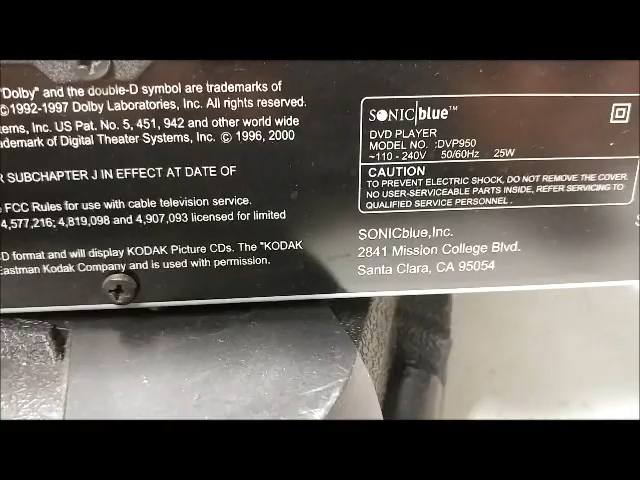 "Dolby" and the double-D symbol are trademarks of
©1992-1997 Dolby Laboratories, Inc. All rights reserved.
tems, Inc. US Pat. No. 5, 451, 942 and other world wide
ademark of Digital Theater Systems, Inc. © 1996, 2000
R SUBCHAPTER J IN EFFECT AT DATE OF
FCC Rules for use with cable television service.
4,577,216; 4,819,098 and 4,907,093 licensed for limited
D format and will display KODAK Picture CDs. The "KODAK
Eastman Kodak Company and is used with permission.
SONIC|blue™
DVD PLAYER
MODEL NO. :DVP950
~110 - 240V 50/60Hz 25W
CAUTION
TO PREVENT ELECTRIC SHOCK, DO NOT REMOVE THE COVER.
NO USER-SERVICEABLE PARTS INSIDE, REFER SERVICING TO
QUALIFIED SERVICE PERSONNEL .
SONICblue,Inc.
2841 Mission College Blvd.
Santa Clara, CA 95054